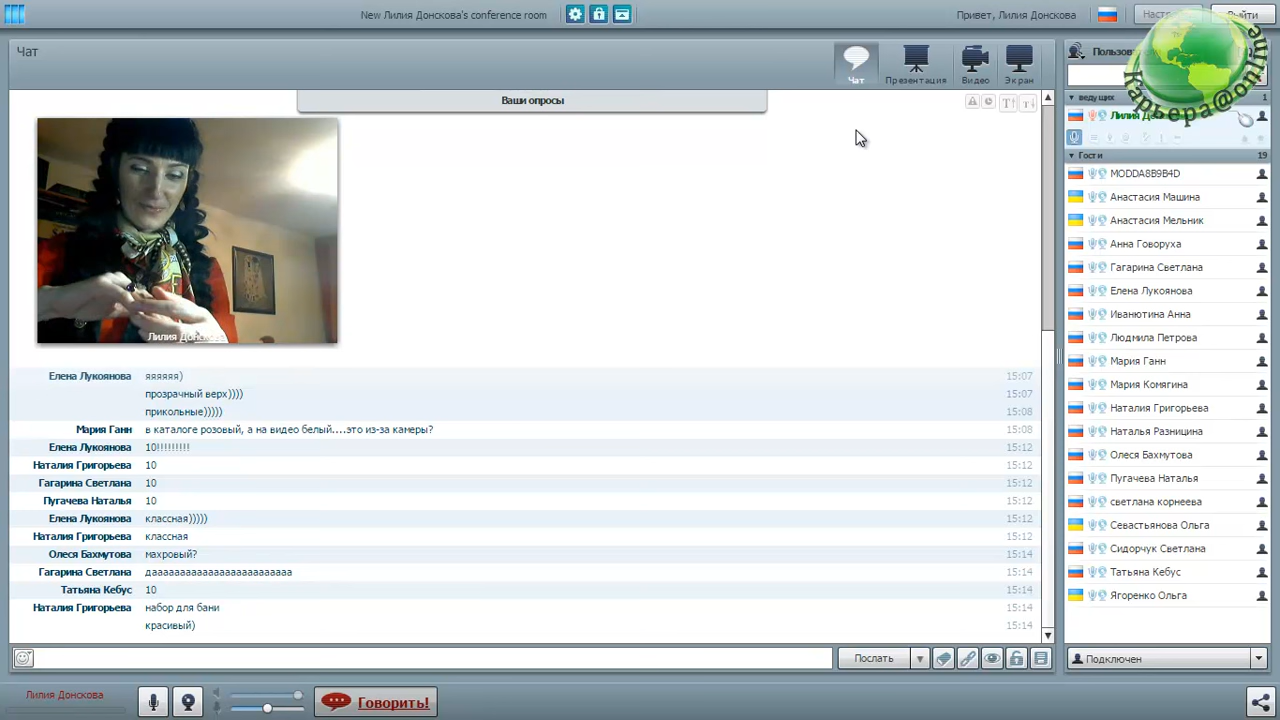 New Лилия Донскова's conference room
Привет, Лилия Донскова
Выйти
Чат
Чат
Презентация
Видео
Экран
Ваши опросы
Лилия
Елена Лукоянова яяяяяя) 15:07
прозрачный верх)))) 15:07
прикольные))))) 15:08
Мария Ганн в каталоге розовый, а на видео белый....это из-за камеры? 15:08
Елена Лукоянова 10!!!!!!!!! 15:12
Наталия Григорьева 10 15:12
Гагарина Светлана 10 15:12
Пугачева Наталья 10 15:12
Елена Лукоянова классная))))) 15:12
Наталия Григорьева классная 15:12
Олеся Бахмутова махровый? 15:14
Гагарина Светлана даааааааааааааааааааааааа 15:14
Татьяна Кебус 10 15:14
Наталия Григорьева набор для бани 15:14
красивый) 15:14
Послать
Лилия Донскова
Говорить!
карьера@online
ведущих 1
Лилия
Гости 19
MODDA8B9B4D
Анастасия Машина
Анастасия Мельник
Анна Говоруха
Гагарина Светлана
Елена Лукоянова
Иванютина Анна
Людмила Петрова
Мария Ганн
Мария Комягина
Наталия Григорьева
Наталья Разницина
Олеся Бахмутова
Пугачева Наталья
светлана корнеева
Севастьянова Ольга
Сидорчук Светлана
Татьяна Кебус
Ягоренко Ольга
Подключен